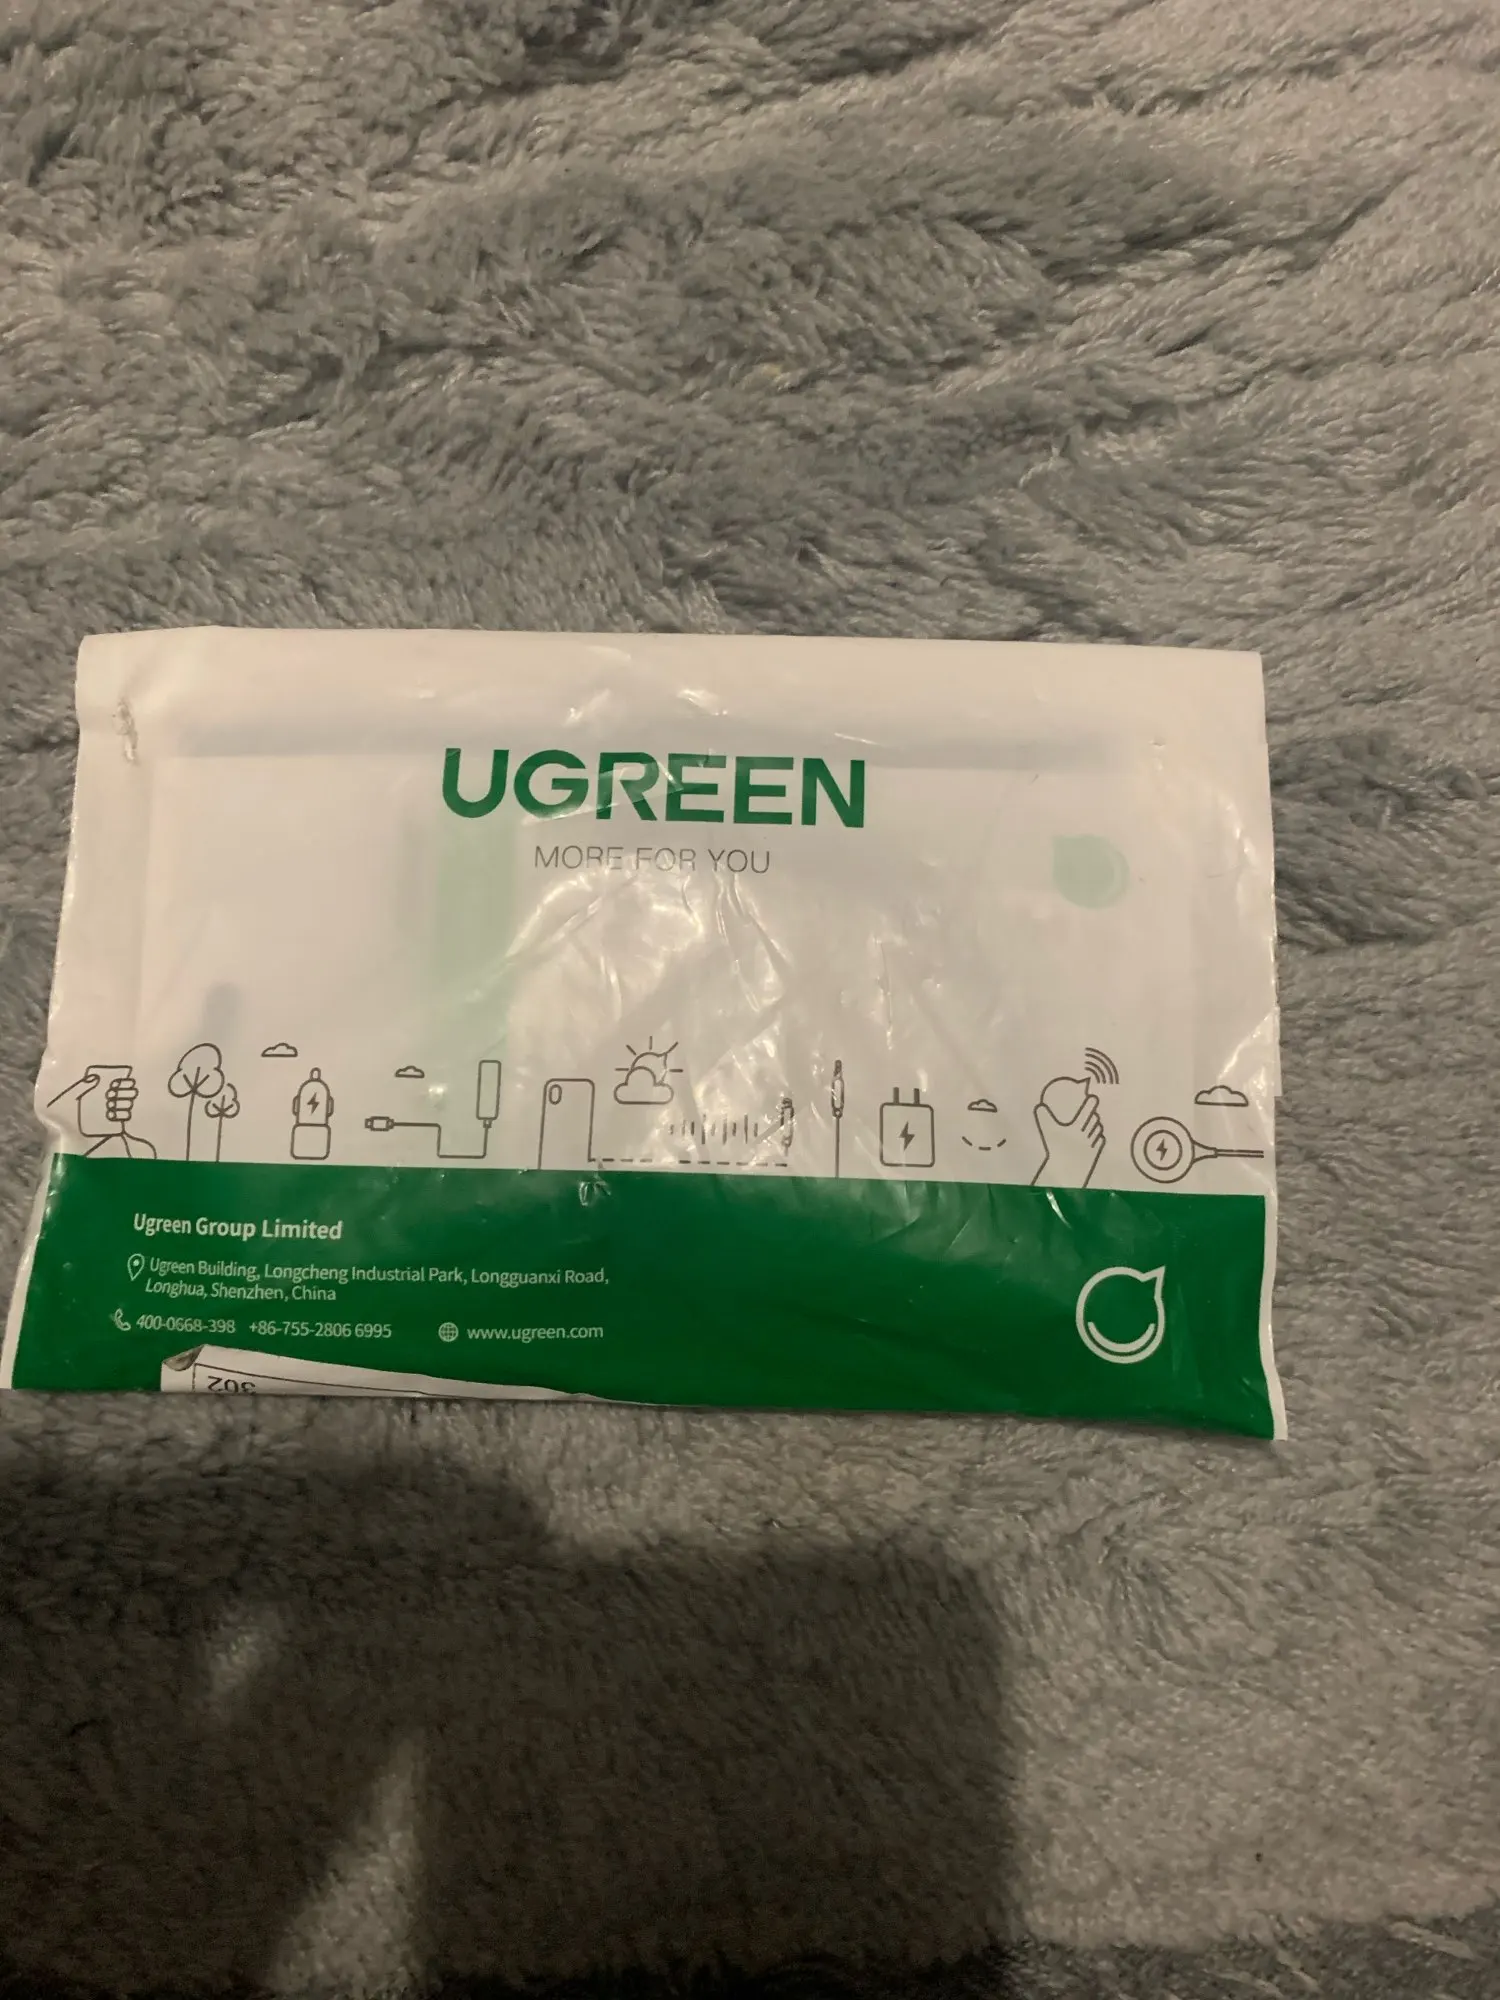 UGREEN
MORE FOR YOU
Ugreen Group Limited
Ugreen Building, Longcheng Industrial Park, Longguanxi Road,
Longhua, Shenzhen, China
400-0668-398 +86-755-2806 6995 www.ugreen.com
302